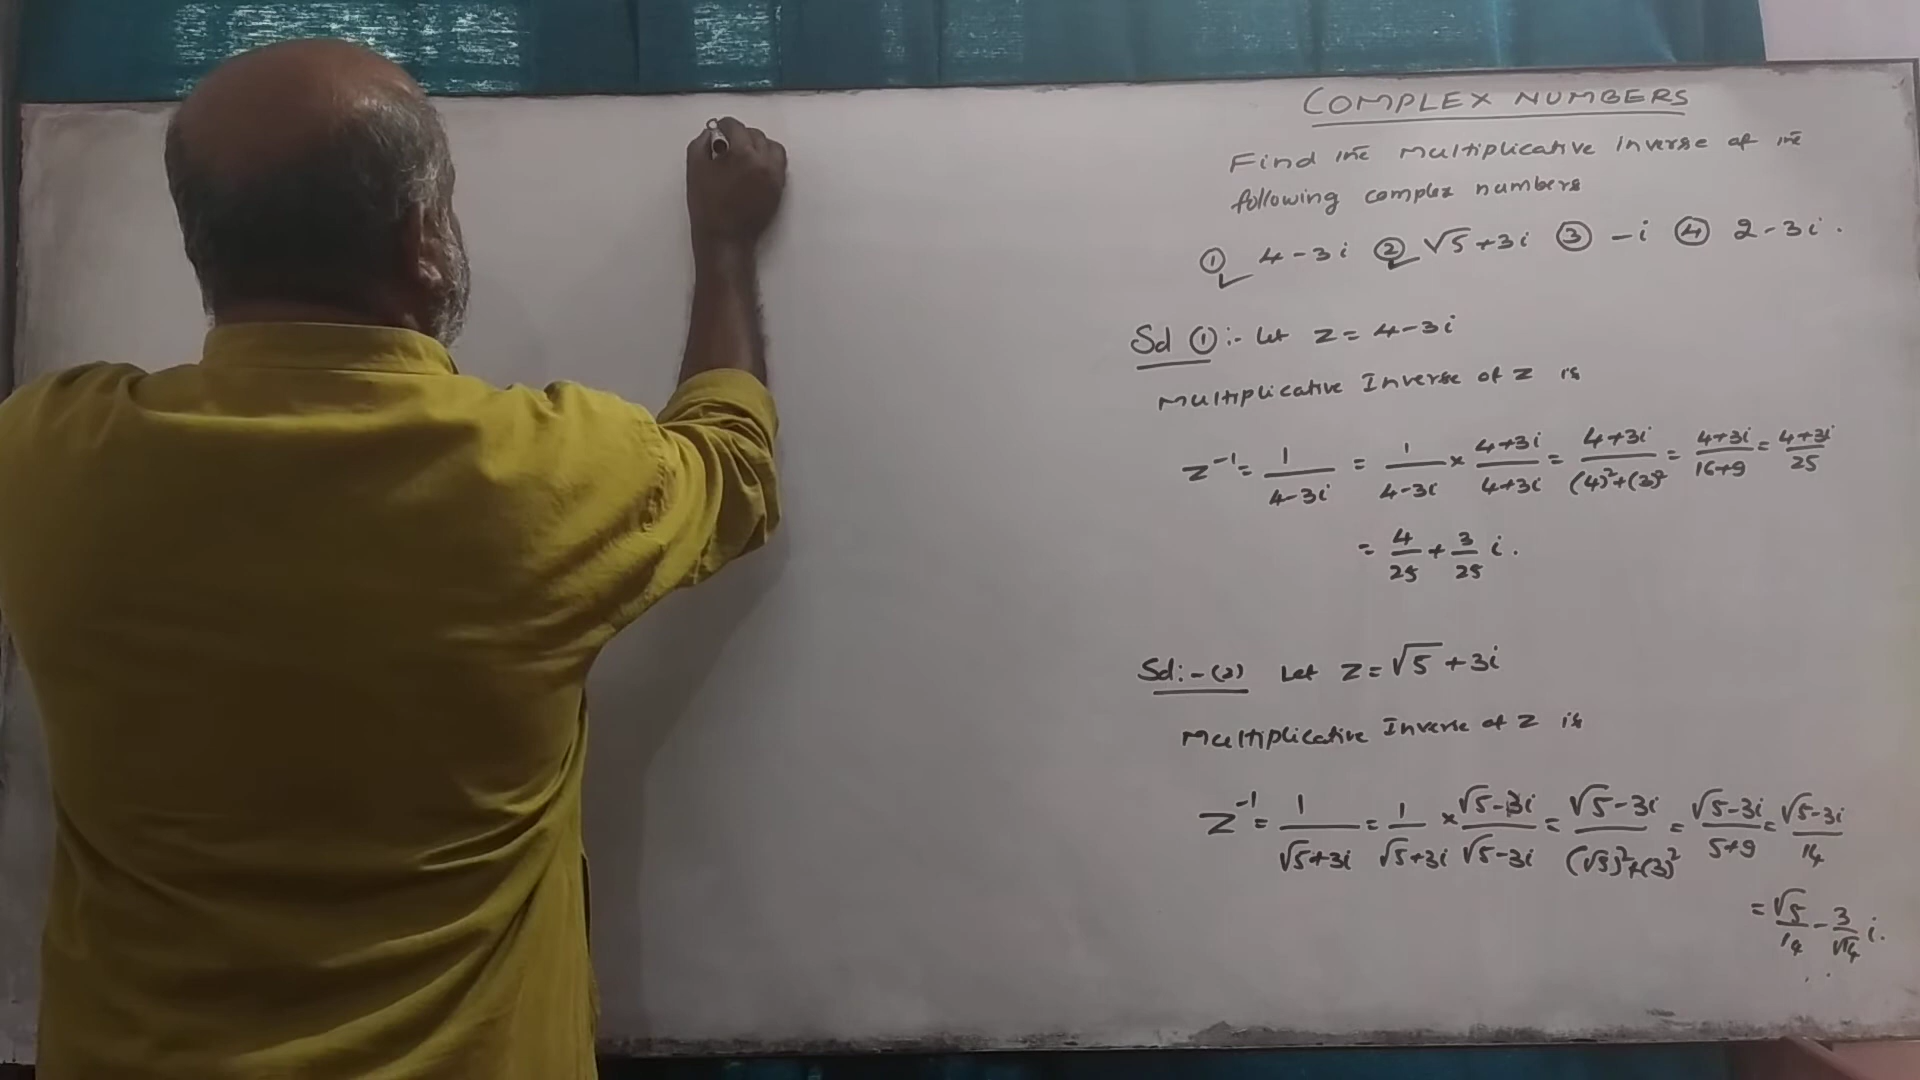 COMPLEX NUMBERS
Find the Multiplicative Inverse of the
following complex numbers
① 4-3i ② √5+3i ③ -i ④ 2-3i.
Sol ①:- Let z = 4-3i
Multiplicative Inverse of z is
z⁻¹ = 1/(4-3i) = 1/(4-3i) × (4+3i)/(4+3i) = (4+3i)/((4)²+(3)²) = (4+3i)/(16+9) = (4+3i)/25
= 4/25 + 3/25 i.
Sol:-(2) Let z = √5+3i
Multiplicative Inverse of z is
z⁻¹ = 1/(√5+3i) = 1/(√5+3i) × (√5-3i)/(√5-3i) = (√5-3i)/((√5)²+(3)²) = (√5-3i)/(5+9) = (√5-3i)/14
= √5/14 - 3/√14 i.